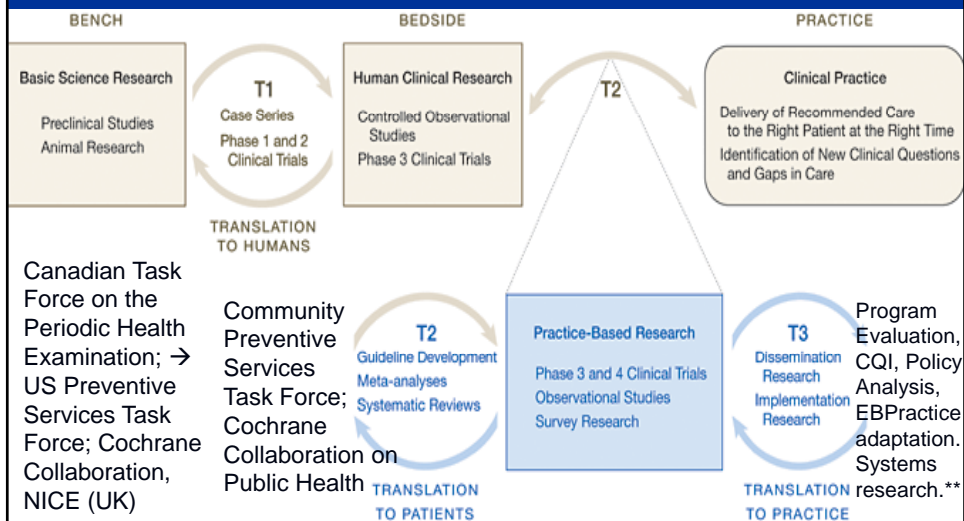 BENCH
BEDSIDE
PRACTICE
Basic Science Research
Preclinical Studies
Animal Research
T1
Case Series
Phase 1 and 2
Clinical Trials
TRANSLATION
TO HUMANS
Human Clinical Research
Controlled Observational
Studies
Phase 3 Clinical Trials
T2
Clinical Practice
Delivery of Recommended Care
to the Right Patient at the Right Time
Identification of New Clinical Questions
and Gaps in Care
Canadian Task
Force on the
Periodic Health
Examination; →
US Preventive
Services Task
Force; Cochrane
Collaboration,
NICE (UK)
Community
Preventive
Services
Task Force;
Cochrane
Collaboration on
Public Health
T2
Guideline Development
Meta-analyses
Systematic Reviews
TRANSLATION
TO PATIENTS
Practice-Based Research
Phase 3 and 4 Clinical Trials
Observational Studies
Survey Research
T3
Dissemination
Research
Implementation
Research
TRANSLATION
TO PRACTICE
Program
Evaluation,
CQI, Policy
Analysis,
EBPractice
adaptation.
Systems
research.**